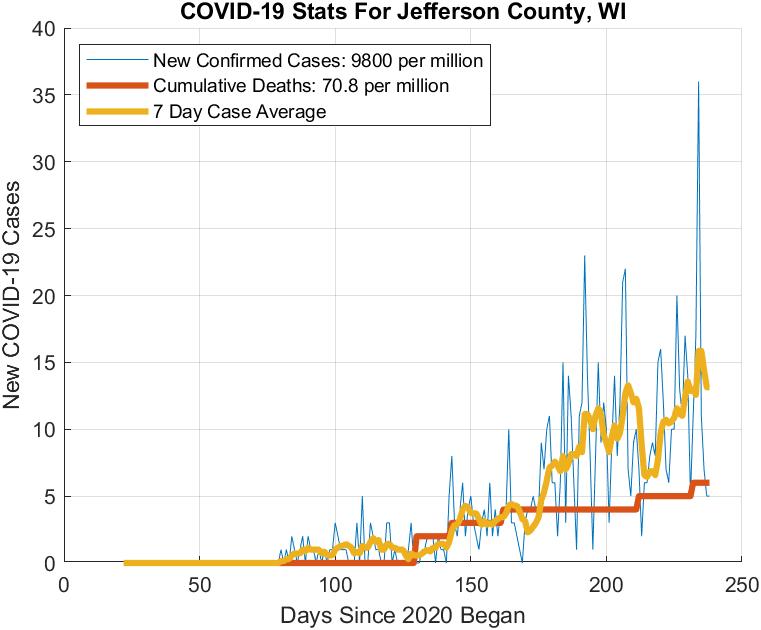 COVID-19 Stats For Jefferson County, WI
New Confirmed Cases: 9800 per million
Cumulative Deaths: 70.8 per million
7 Day Case Average
New COVID-19 Cases
40
35
30
25
20
15
10
5
0
0 50 100 150 200 250
Days Since 2020 Began